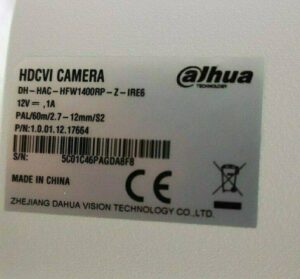 HDCVI CAMERA
alhua
TECHNOLOGY
DH-HAC-HFW1400RP-Z-IRE6
12V ⎓ ,1A
PAL/60m/2.7-12mm/S2
P/N:1.0.01.12.17664
S/N: 5C01C46PAGDA8F8
MADE IN CHINA
CE
ZHEJIANG DAHUA VISION TECHNOLOGY CO.,LTD.